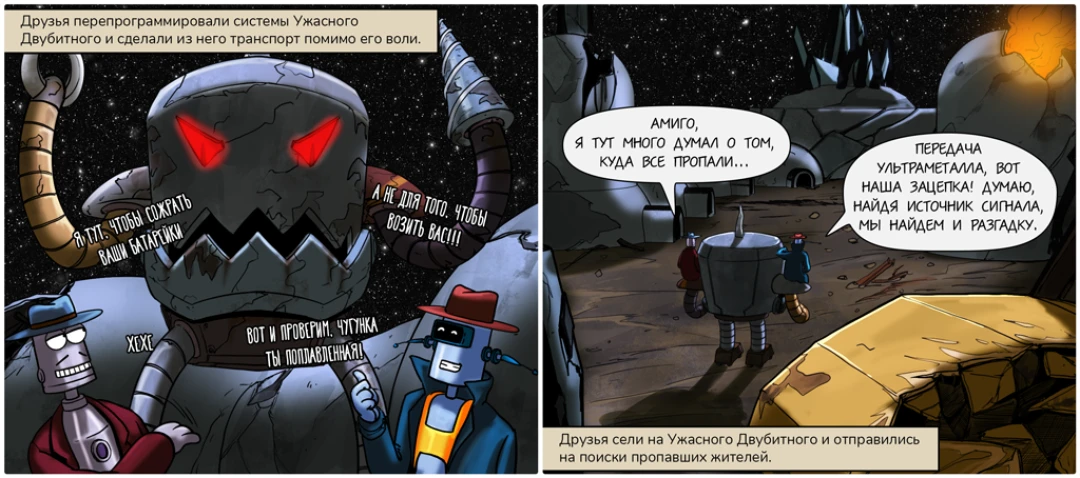 Друзья перепрограммировали системы Ужасного
Двубитного и сделали из него транспорт помимо его воли.
Я ТУТ, ЧТОБЫ СОЖРАТЬ
ВАШИ БАТАРЕЙКИ
А НЕ ДЛЯ ТОГО, ЧТОБЫ
ВОЗИТЬ ВАС!!!
ХЕХЕ
ВОТ И ПРОВЕРИМ, ЧУГУНКА
ТЫ ПОПЛАВЛЕННАЯ!
АМИГО,
Я ТУТ МНОГО ДУМАЛ О ТОМ,
КУДА ВСЕ ПРОПАЛИ...
ПЕРЕДАЧА
УЛЬТРАМЕТАЛЛА, ВОТ
НАША ЗАЦЕПКА! ДУМАЮ,
НАЙДЯ ИСТОЧНИК СИГНАЛА,
МЫ НАЙДЕМ И РАЗГАДКУ.
Друзья сели на Ужасного Двубитного и отправились
на поиски пропавших жителей.